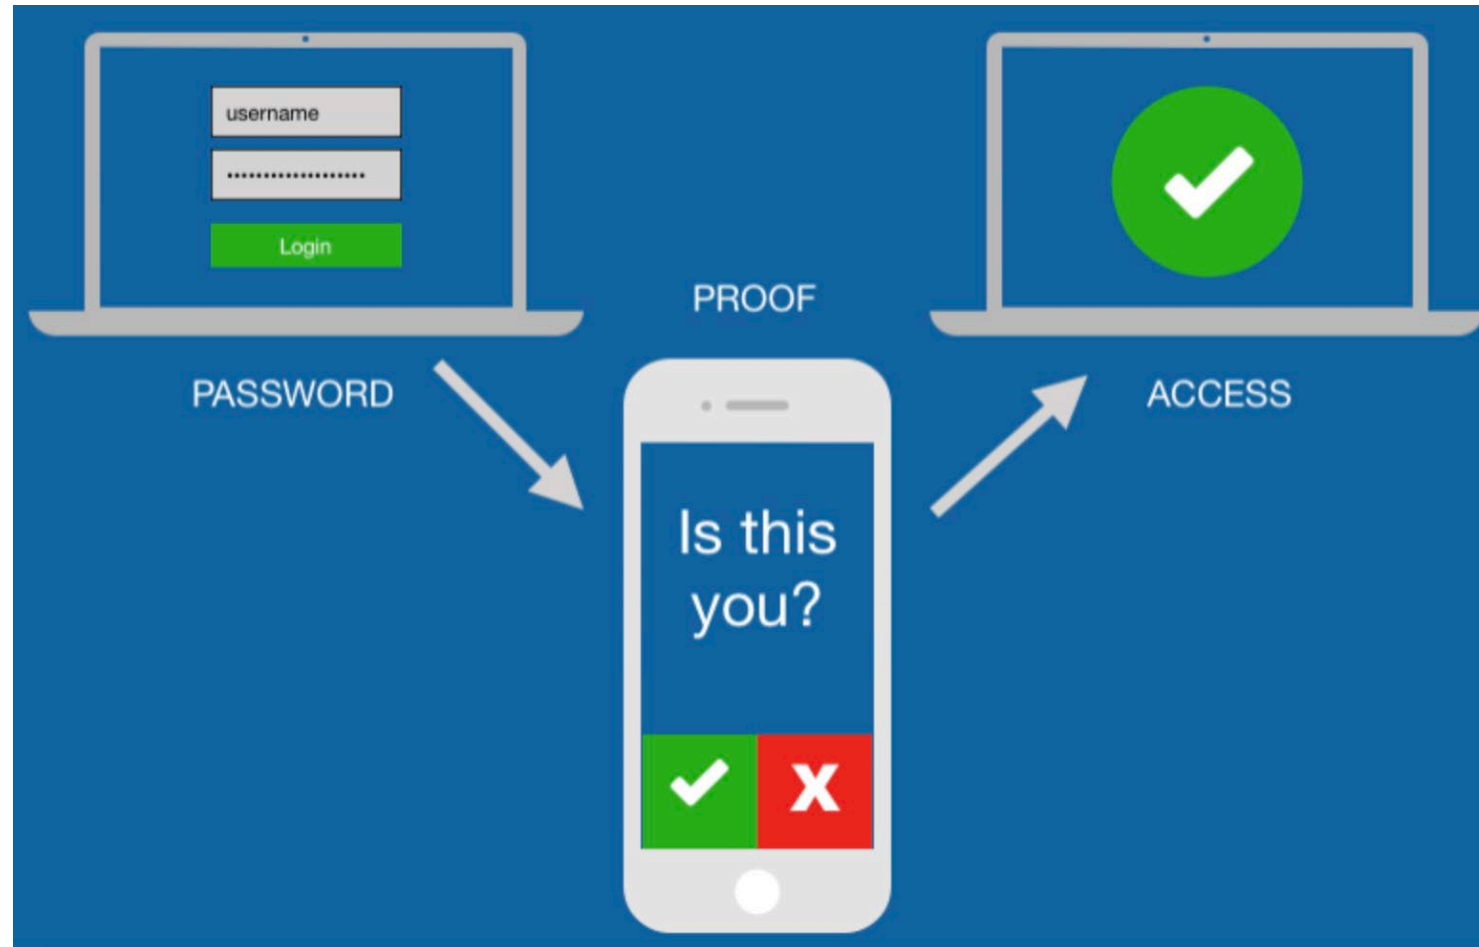 username
••••••••••••••••••••
Login
PASSWORD
PROOF
Is this
you?
ACCESS